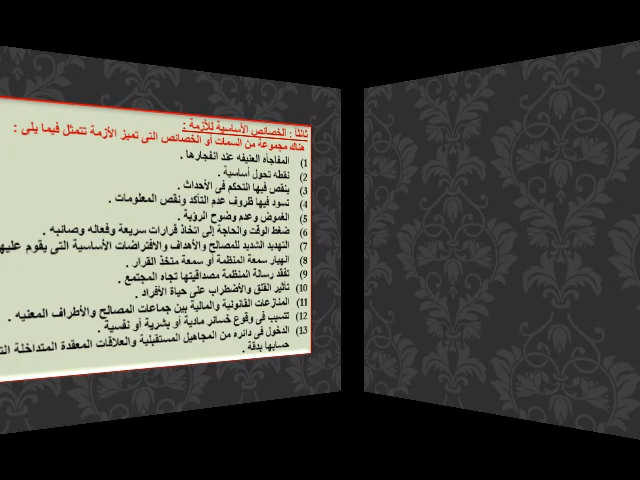 ثالثا : الخصائص الأساسية للأزمة :
هناك مجموعة من السمات أو الخصائص التى تميز الأزمة تتمثل فيما يلى :
1) المفاجأه العنيفه عند انفجارها .
2) نقطه تحول أساسية .
3) ينقص فيها التحكم فى الأحداث .
4) تسود فيها ظروف عدم التأكد ونقص المعلومات .
5) الغموض وعدم وضوح الرؤية .
6) ضغط الوقت والحاجة إلى اتخاذ قرارات سريعة وفعاله وصائبه .
7) التهديد الشديد للمصالح والأهداف والافتراضات الأساسية التى يقوم عليها
8) انهيار سمعة المنظمة أو سمعة متخذ القرار .
9) تفقد رسالة المنظمة مصداقيتها تجاه المجتمع .
10) تأثير القلق والأضطراب على حياة الأفراد .
11) المنازعات القانونية والمالية بين جماعات المصالح والأطراف المعنيه .
12) تتسبب فى وقوع خسائر مادية أو بشرية أو نفسية .
13) الدخول فى دائره من المجاهيل المستقبلية والعلاقات المعقدة المتداخلة
حسابها بدقة .